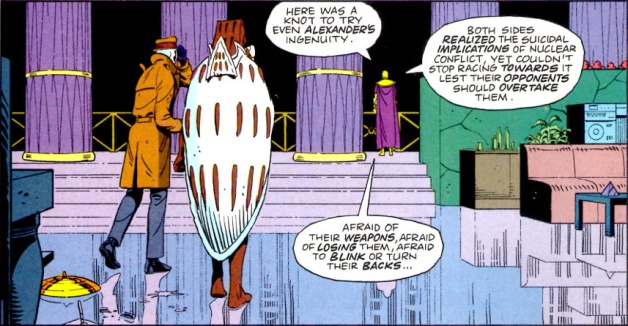 HERE WAS A
KNOT TO TRY
EVEN ALEXANDER'S
INGENUITY.
BOTH SIDES
REALIZED THE SUICIDAL
IMPLICATIONS OF NUCLEAR
CONFLICT, YET COULDN'T
STOP RACING TOWARDS IT
LEST THEIR OPPONENTS
SHOULD OVERTAKE
THEM.
AFRAID OF
THEIR WEAPONS, AFRAID
OF LOSING THEM, AFRAID
TO BLINK OR TURN
THEIR BACKS...